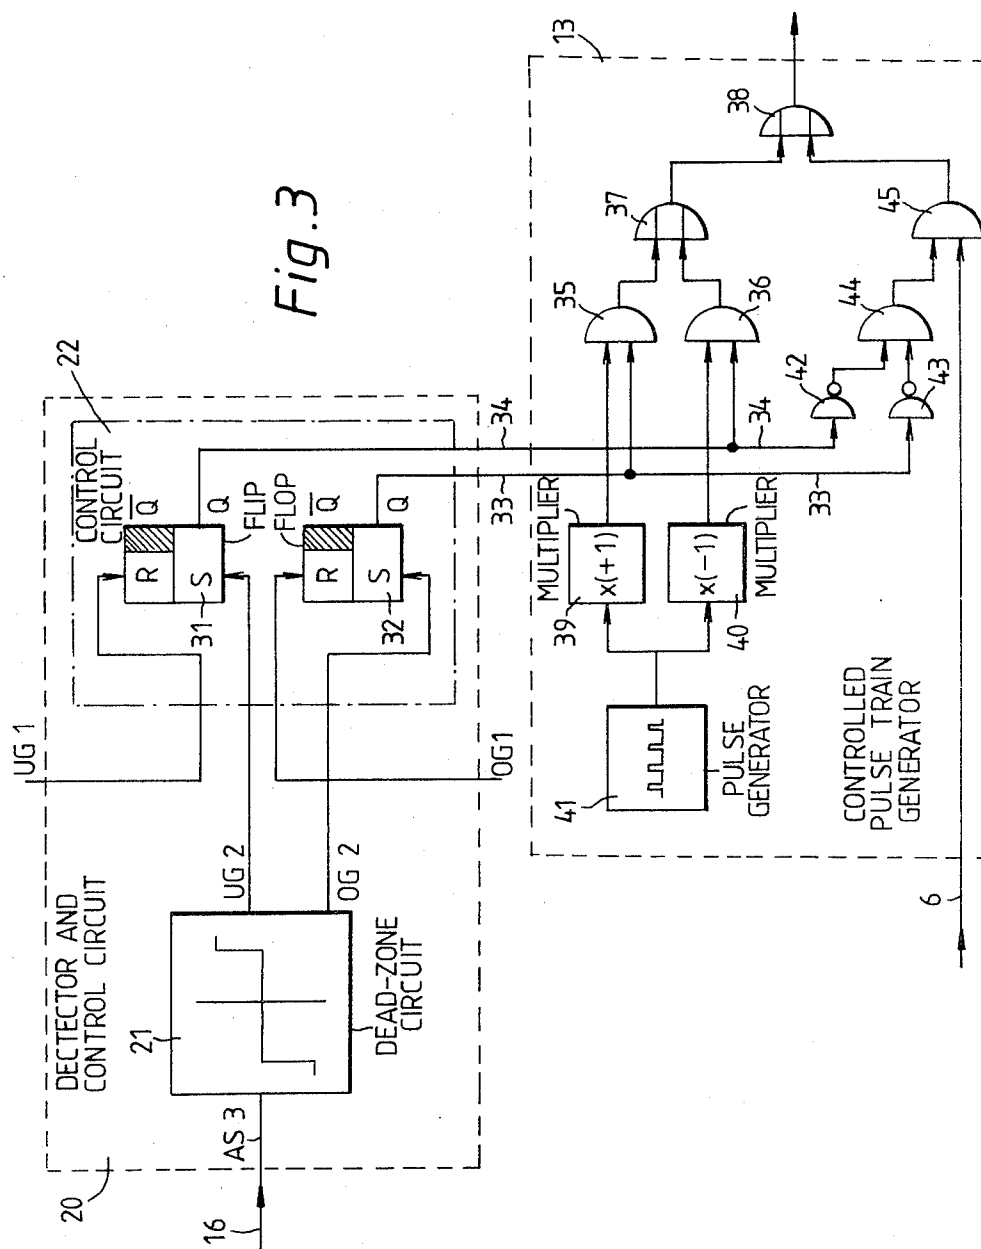 Fig. 3
20
DECTECTOR AND
CONTROL CIRCUIT
16
AS 3
21
DEAD-ZONE
CIRCUIT
UG 2
OG 2
UG 1
OG1
22
CONTROL
CIRCUIT
R
S
Q
Q
31
FLIP
FLOP
R
S
Q
Q
32
34
33
13
CONTROLLED
PULSE TRAIN
GENERATOR
41
PULSE
GENERATOR
MULTIPLIER
x(+1)
39
MULTIPLIER
x(-1)
40
35
36
37
38
34
33
42
43
44
45
6